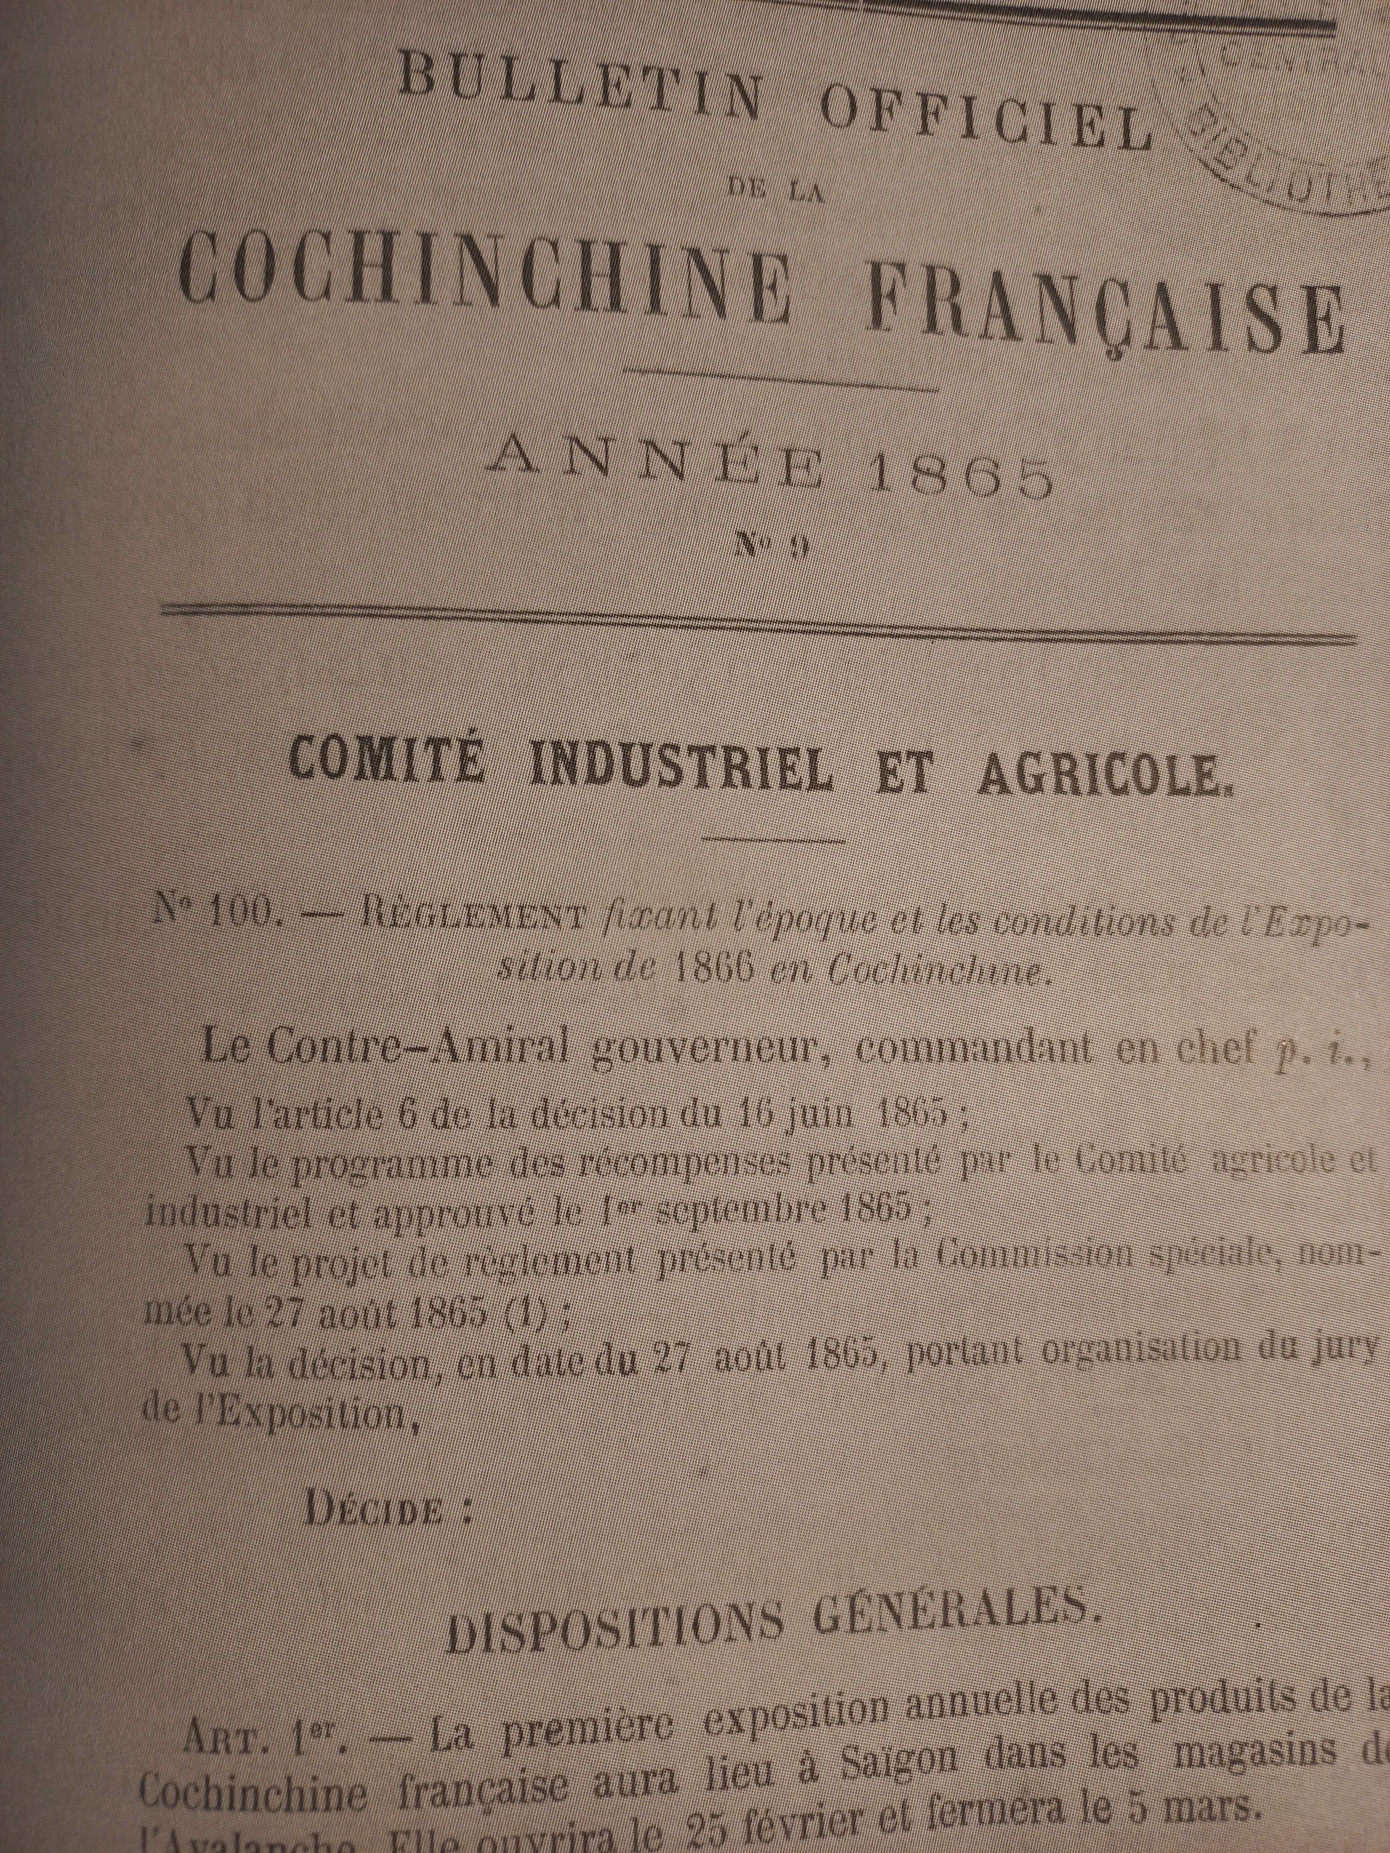 CENTRAL
BIBLIOTHÈ
BULLETIN OFFICIEL
DE LA
COCHINCHINE FRANÇAISE
ANNÉE 1865
Nº 9
COMITÉ INDUSTRIEL ET AGRICOLE.
Nº 100. — RÈGLEMENT fixant l'époque et les conditions de l'Expo-
sition de 1866 en Cochinchine.
Le Contre-Amiral gouverneur, commandant en chef p. i.,
Vu l'article 6 de la décision du 16 juin 1865 ;
Vu le programme des récompenses présenté par le Comité agricole et
industriel et approuvé le 1er septembre 1865 ;
Vu le projet de règlement présenté par la Commission spéciale, nom-
mée le 27 août 1865 (1) ;
Vu la décision, en date du 27 août 1865, portant organisation du jury
de l'Exposition,
DÉCIDE :
DISPOSITIONS GÉNÉRALES.
ART. 1er. — La première exposition annuelle des produits de la
Cochinchine française aura lieu à Saïgon dans les magasins de
l'Avalanche. Elle ouvrira le 25 février et fermera le 5 mars.